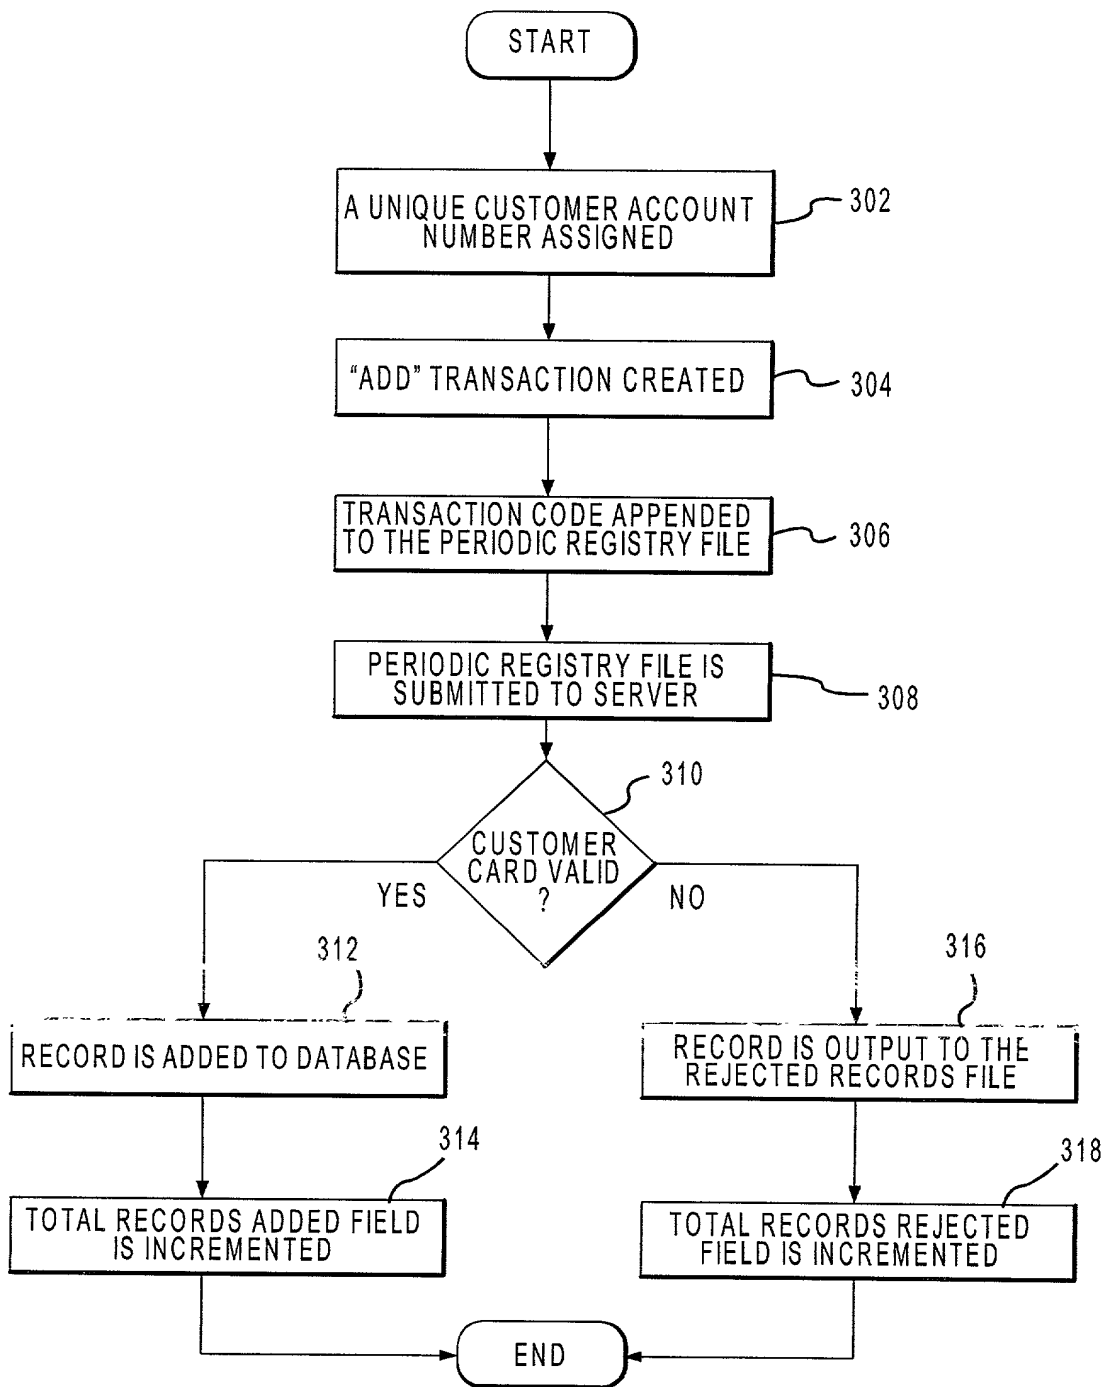 START
A UNIQUE CUSTOMER ACCOUNT
NUMBER ASSIGNED
302
“ADD” TRANSACTION CREATED
304
TRANSACTION CODE APPENDED
TO THE PERIODIC REGISTRY FILE
306
PERIODIC REGISTRY FILE IS
SUBMITTED TO SERVER
308
310
CUSTOMER
CARD VALID
?
YES
NO
312
RECORD IS ADDED TO DATABASE
316
RECORD IS OUTPUT TO THE
REJECTED RECORDS FILE
314
TOTAL RECORDS ADDED FIELD
IS INCREMENTED
318
TOTAL RECORDS REJECTED
FIELD IS INCREMENTED
END